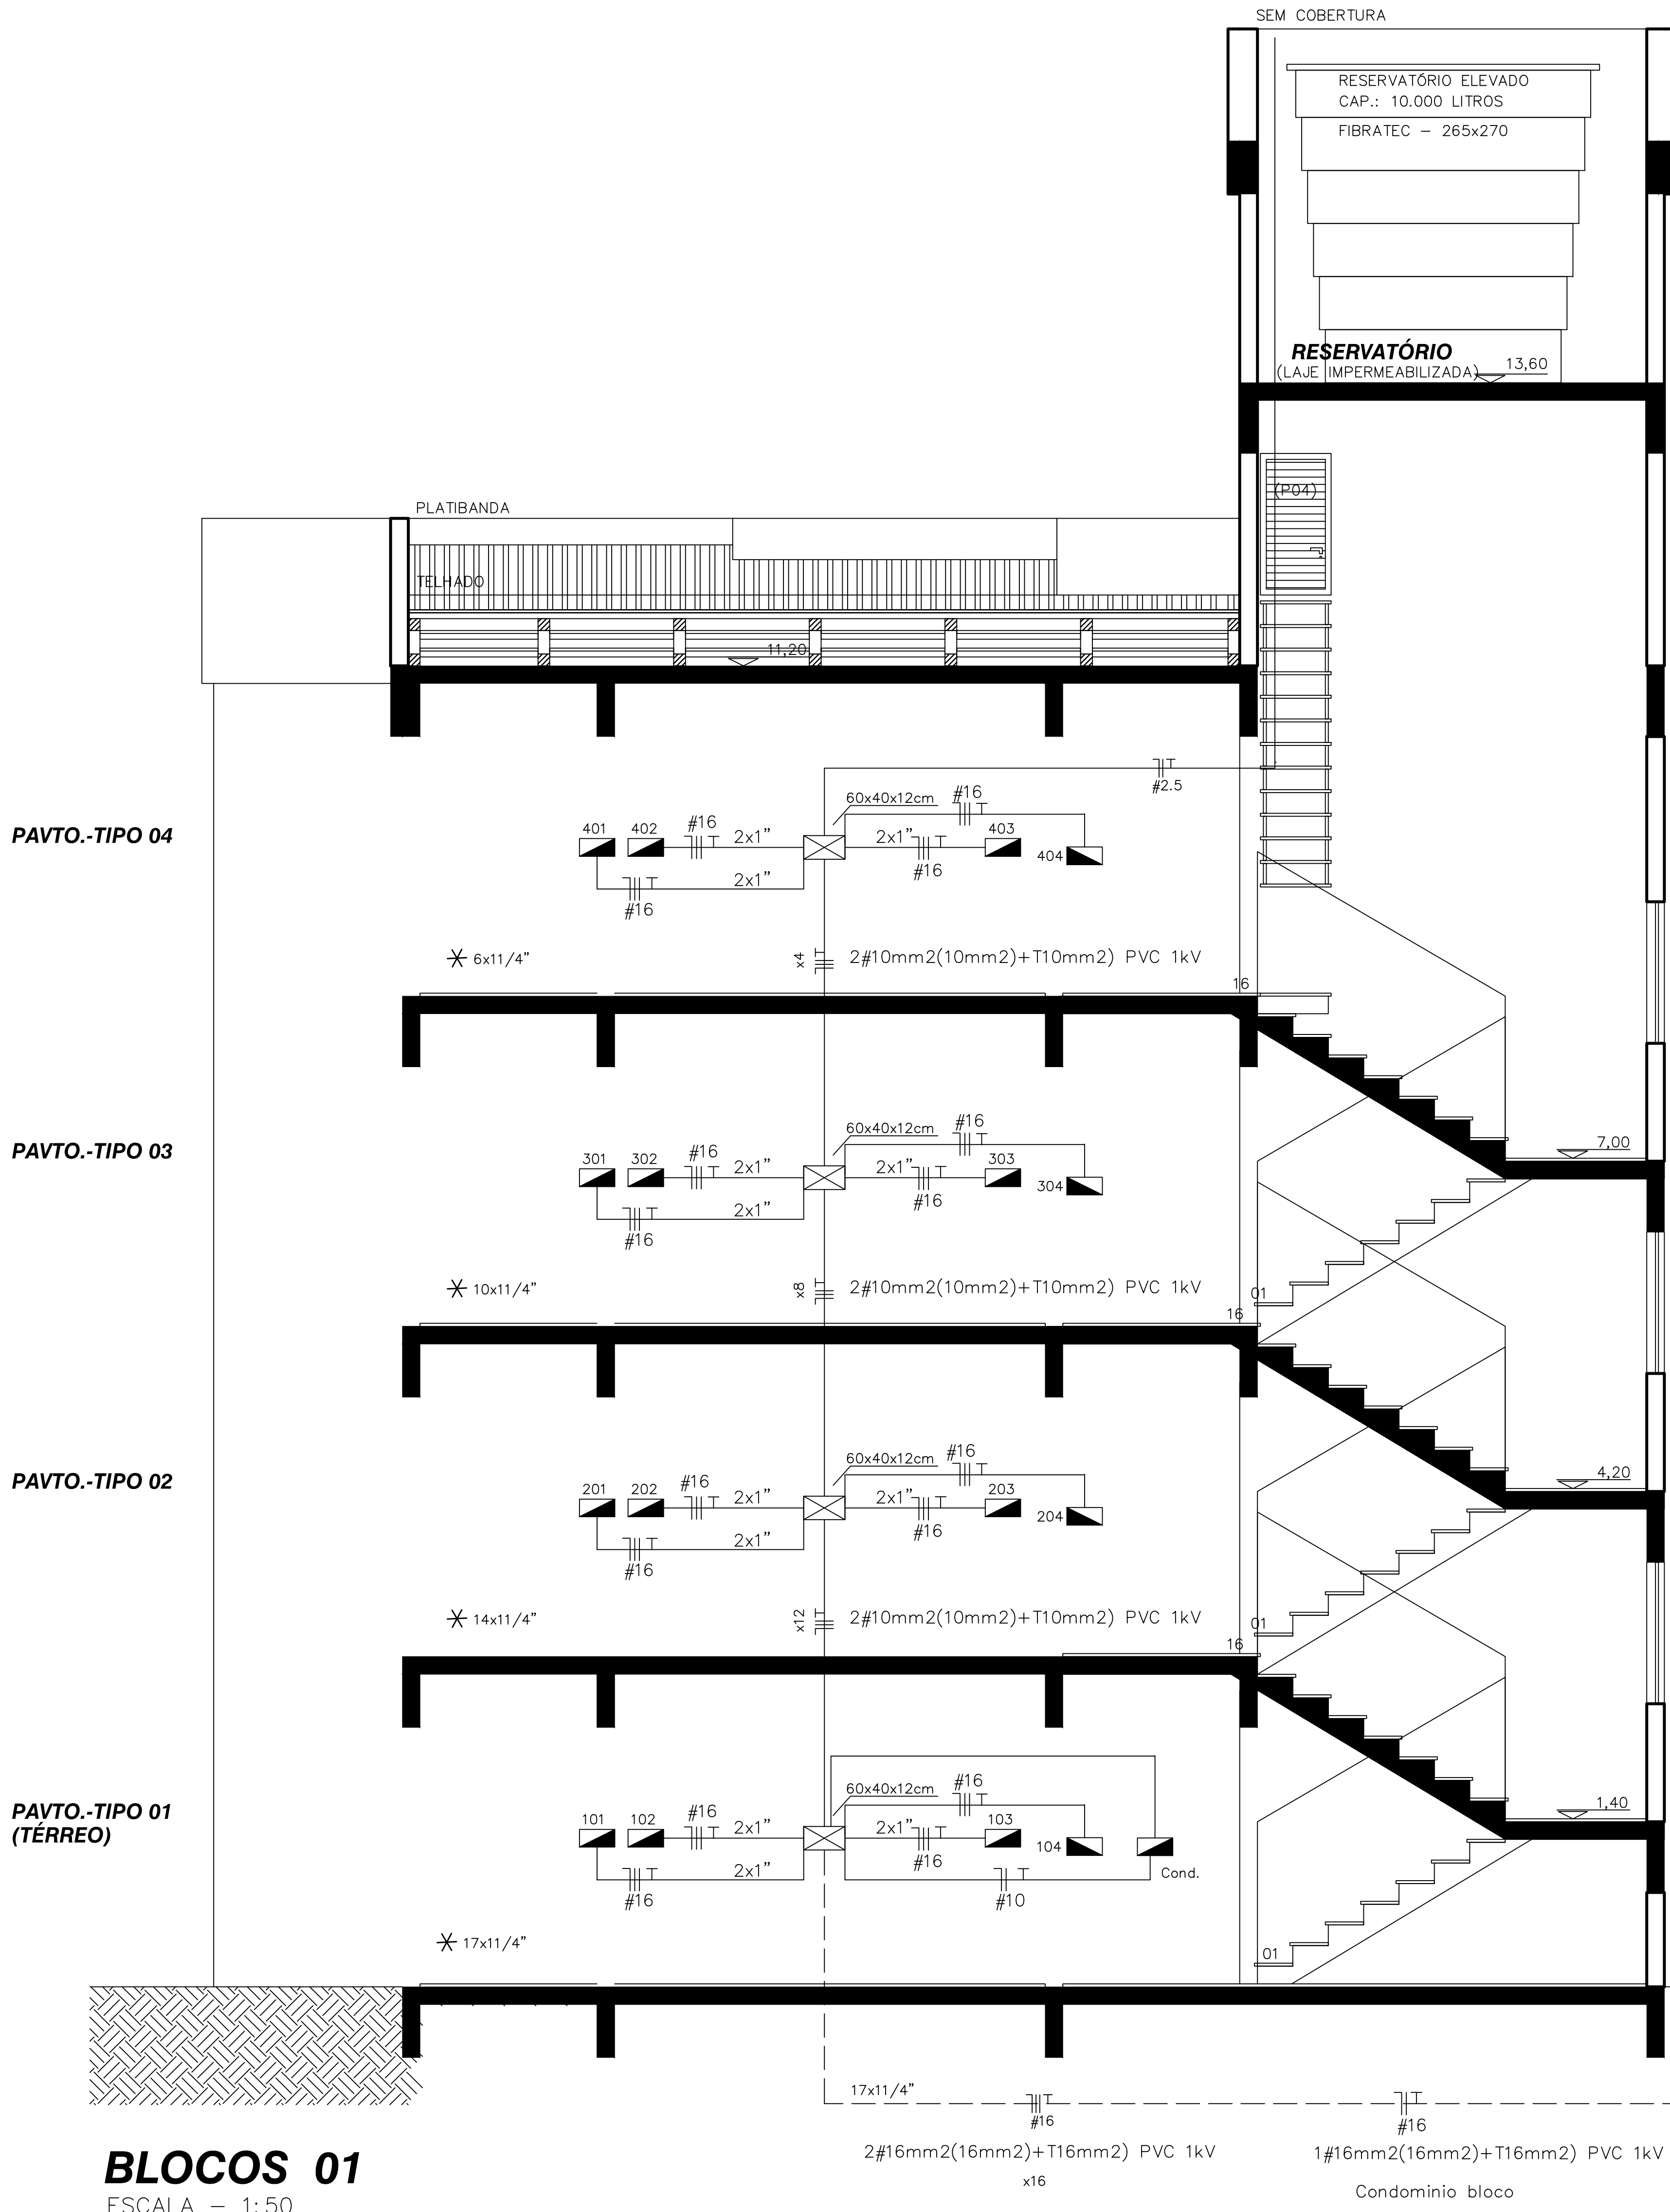 SEM COBERTURA
RESERVATÓRIO ELEVADO
CAP.: 10.000 LITROS
FIBRATEC – 265x270
RESERVATÓRIO
(LAJE IMPERMEABILIZADA)
13,60
(P04)
PLATIBANDA
TELHADO
11,20
#2.5
PAVTO.-TIPO 04
60x40x12cm
#16
401
402
#16
2x1"
2x1"
403
404
#16
2x1"
#16
6x11/4"
x4
2#10mm2(10mm2)+T10mm2) PVC 1kV
16
7,00
PAVTO.-TIPO 03
60x40x12cm
#16
301
302
#16
2x1"
2x1"
303
304
#16
2x1"
#16
10x11/4"
x8
2#10mm2(10mm2)+T10mm2) PVC 1kV
01
16
4,20
PAVTO.-TIPO 02
60x40x12cm
#16
201
202
#16
2x1"
2x1"
203
204
#16
2x1"
#16
14x11/4"
x12
2#10mm2(10mm2)+T10mm2) PVC 1kV
01
16
1,40
PAVTO.-TIPO 01
(TÉRREO)
60x40x12cm
#16
101
102
#16
2x1"
2x1"
103
104
Cond.
#16
2x1"
#16
#10
17x11/4"
01
17x11/4"
#16
#16
2#16mm2(16mm2)+T16mm2) PVC 1kV
x16
1#16mm2(16mm2)+T16mm2) PVC 1kV
Condominio bloco
BLOCOS 01
ESCALA – 1:50